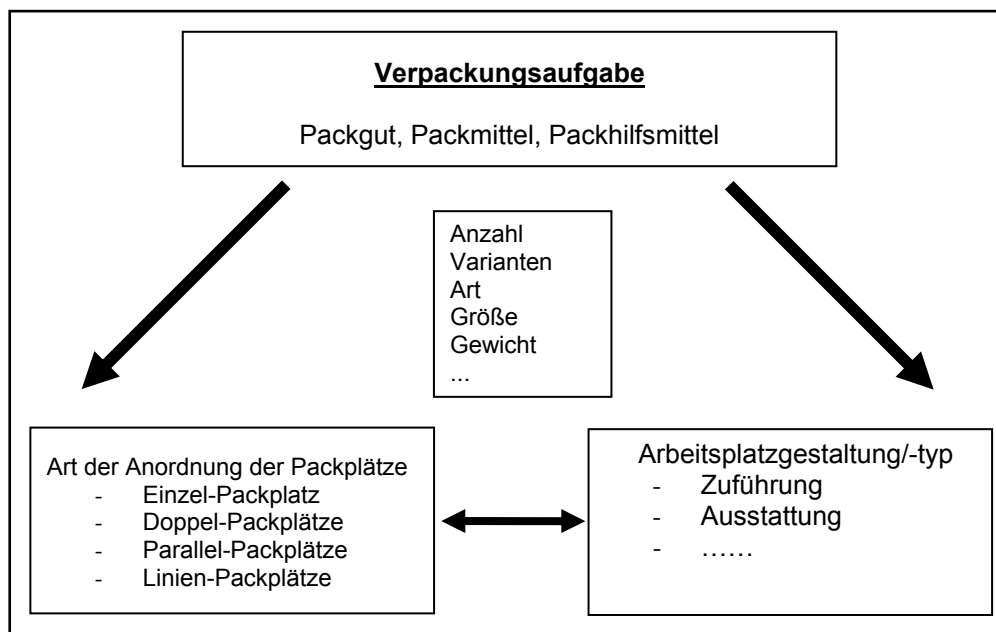 Verpackungsaufgabe
Packgut, Packmittel, Packhilfsmittel
Anzahl
Varianten
Art
Größe
Gewicht
...
Art der Anordnung der Packplätze
- Einzel-Packplatz
- Doppel-Packplätze
- Parallel-Packplätze
- Linien-Packplätze
Arbeitsplatzgestaltung/-typ
- Zuführung
- Ausstattung
- ……